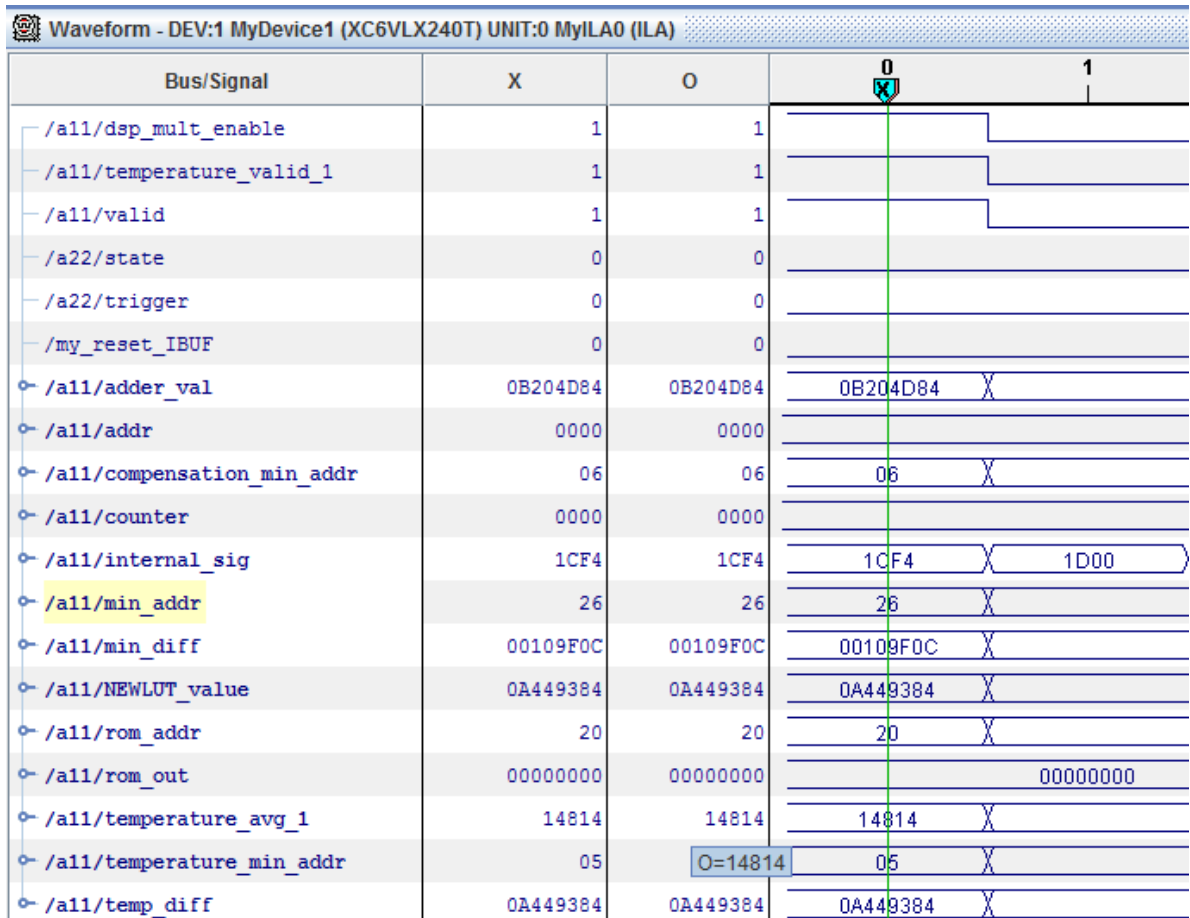 Waveform - DEV:1 MyDevice1 (XC6VLX240T) UNIT:0 MyILA0 (ILA)
Bus/Signal X O 0 1
X
/a11/dsp_mult_enable 1 1
/a11/temperature_valid_1 1 1
/a11/valid 1 1
/a22/state 0 0
/a22/trigger 0 0
/my_reset_IBUF 0 0
/a11/adder_val 0B204D84 0B204D84 0B204D84
/a11/addr 0000 0000
/a11/compensation_min_addr 06 06 06
/a11/counter 0000 0000
/a11/internal_sig 1CF4 1CF4 1CF4 1D00
/a11/min_addr 26 26 26
/a11/min_diff 00109F0C 00109F0C 00109F0C
/a11/NEWLUT_value 0A449384 0A449384 0A449384
/a11/rom_addr 20 20 20
/a11/rom_out 00000000 00000000 00000000
/a11/temperature_avg_1 14814 14814 14814
/a11/temperature_min_addr 05 O=14814 05
/a11/temp_diff 0A449384 0A449384 0A449384